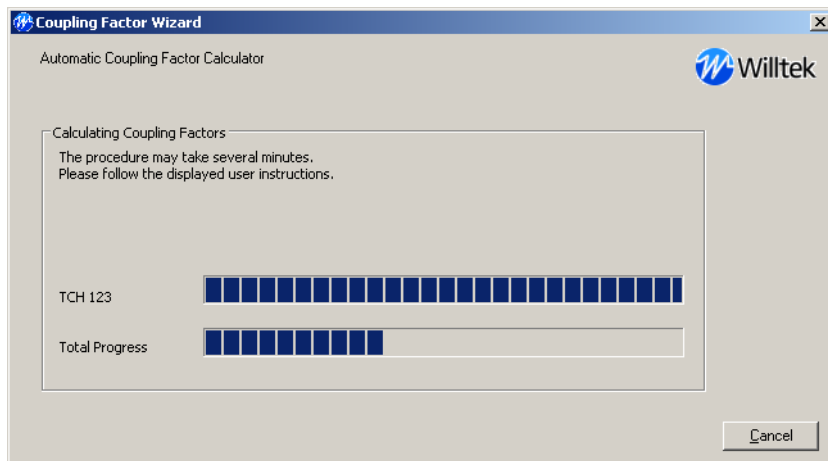 Coupling Factor Wizard
Automatic Coupling Factor Calculator
Willtek
Calculating Coupling Factors
The procedure may take several minutes.
Please follow the displayed user instructions.
TCH 123
Total Progress
Cancel